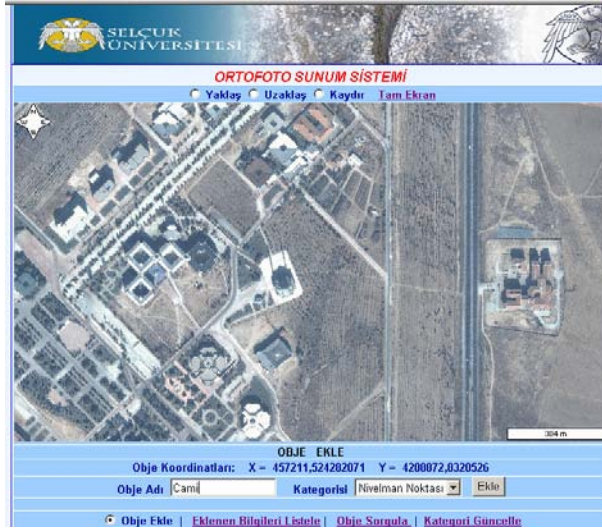 SELÇUK
ÜNİVERSİTESİ
ORTOFOTO SUNUM SİSTEMİ
Yaklaş Uzaklaş Kaydır Tam Ekran
304 m
OBJE EKLE
Obje Koordinatları: X = 457211,524282071 Y = 4200872,0320526
Obje Adı Cami Kategorisi Nivelman Noktası Ekle
Obje Ekle | Eklenen Bilgileri Listele | Obje Sorgula | Kategori Güncelle